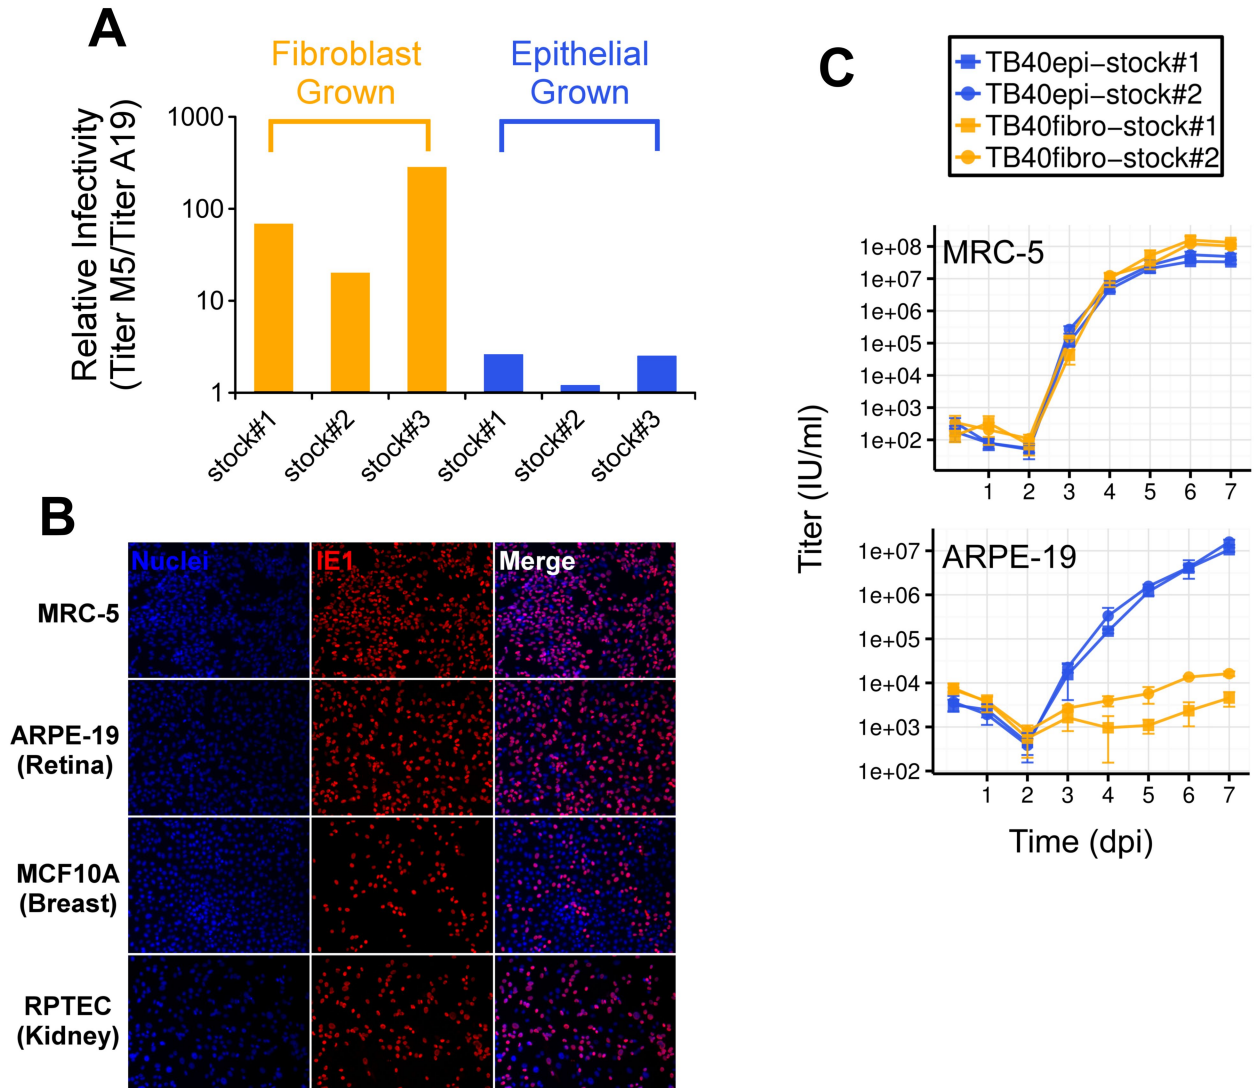 A
Fibroblast
Grown
Epithelial
Grown
Relative Infectivity
(Titer M5/Titer A19)
1000
100
10
1
stock#1
stock#2
stock#3
stock#1
stock#2
stock#3
B
Nuclei
IE1
Merge
MRC-5
ARPE-19
(Retina)
MCF10A
(Breast)
RPTEC
(Kidney)
C
TB40epi−stock#1
TB40epi−stock#2
TB40fibro−stock#1
TB40fibro−stock#2
Titer (IU/ml)
MRC-5
1e+08
1e+07
1e+06
1e+05
1e+04
1e+03
1e+02
1 2 3 4 5 6 7
ARPE-19
1e+07
1e+06
1e+05
1e+04
1e+03
1e+02
1 2 3 4 5 6 7
Time (dpi)